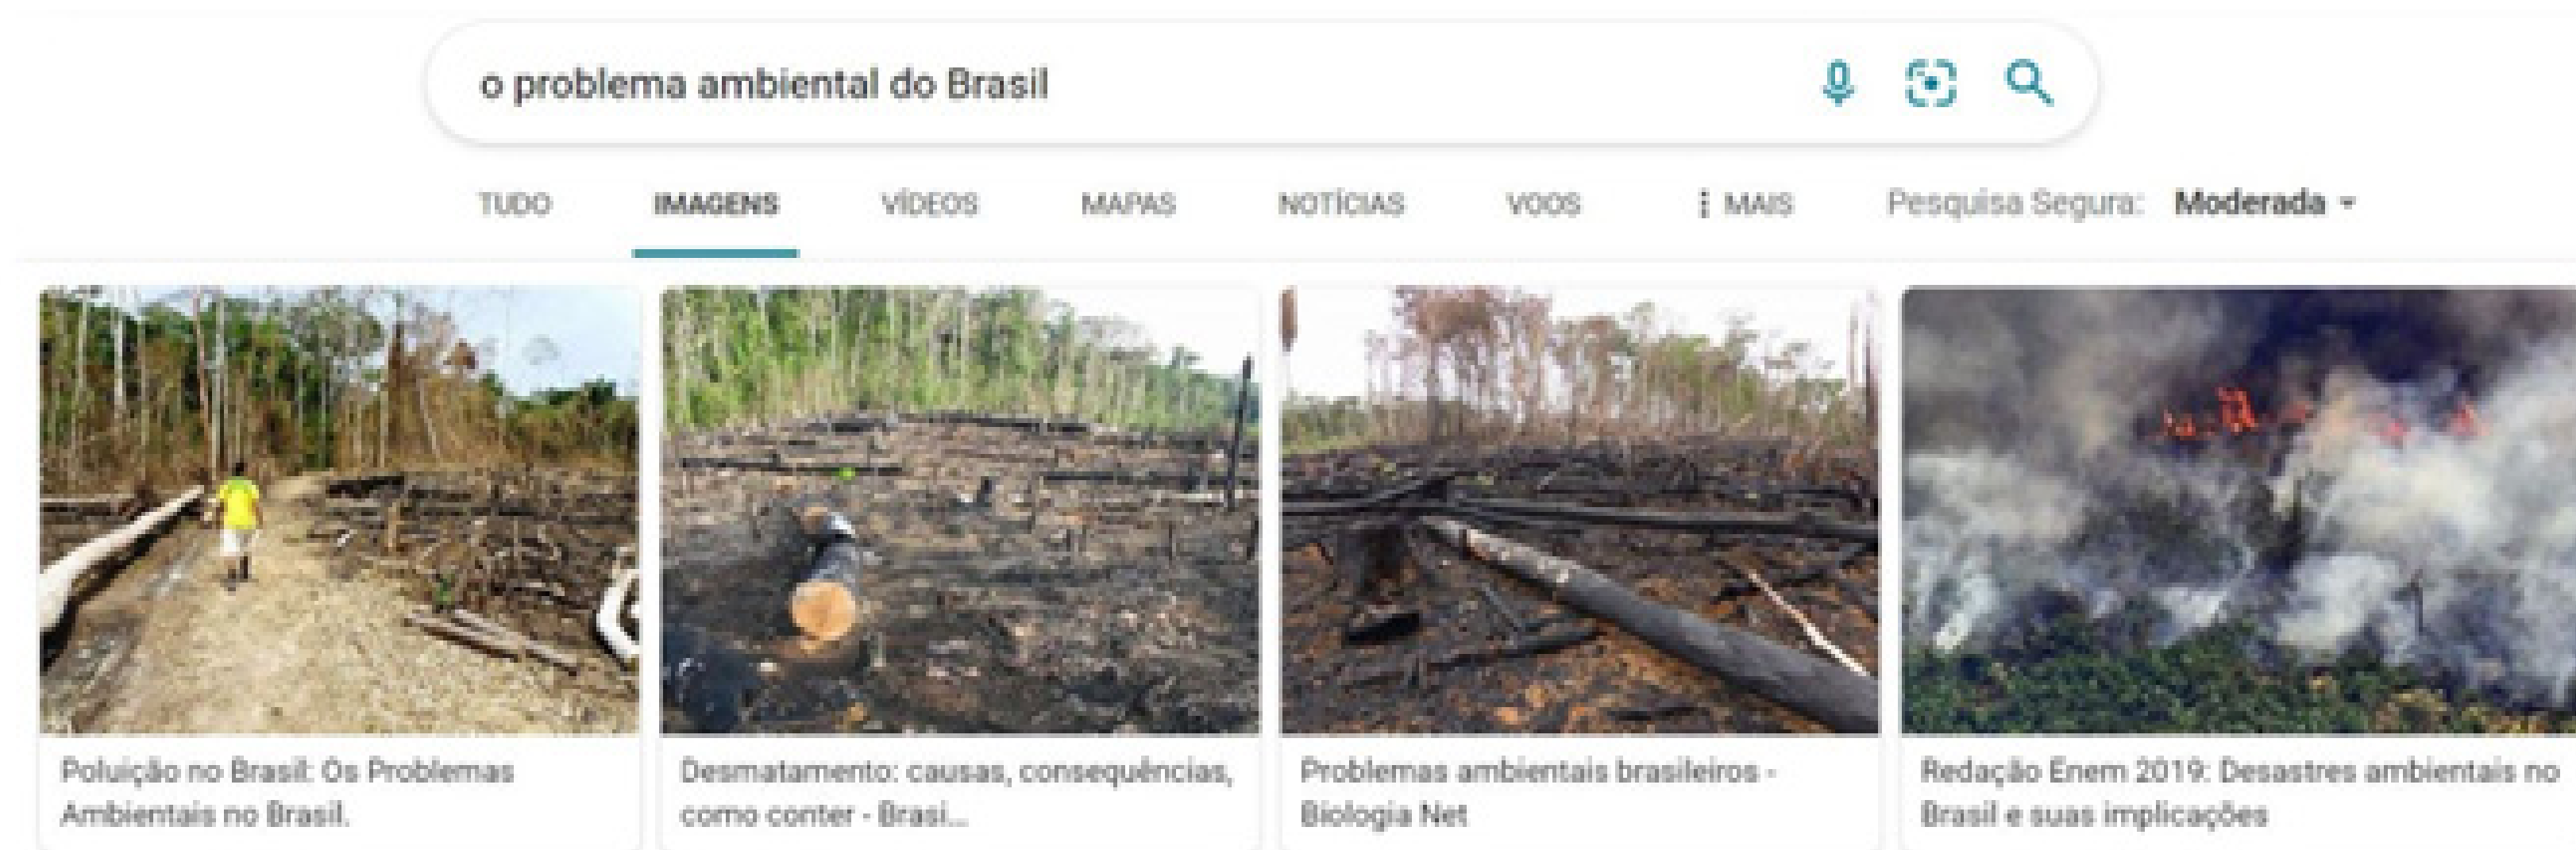 o problema ambiental do Brasil
TUDO IMAGENS VÍDEOS MAPAS NOTÍCIAS VOOS MAIS Pesquisa Segura: Moderada
Poluição no Brasil: Os Problemas
Ambientais no Brasil.
Desmatamento: causas, consequências,
como conter - Brasi...
Problemas ambientais brasileiros -
Biologia Net
Redação Enem 2019: Desastres ambientais no
Brasil e suas implicações